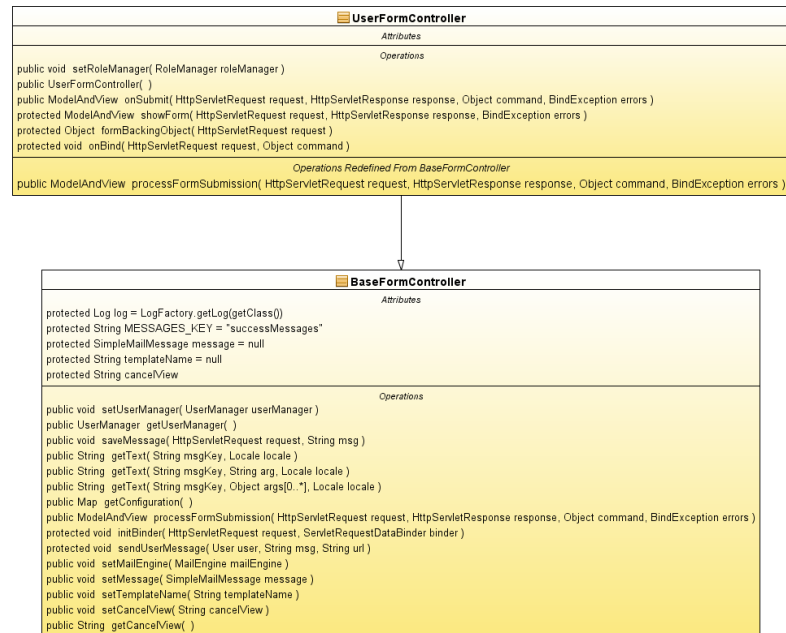 UserFormController
Attributes
Operations
public void setRoleManager( RoleManager roleManager )
public UserFormController( )
public ModelAndView onSubmit( HttpServletRequest request, HttpServletResponse response, Object command, BindException errors )
protected ModelAndView showForm( HttpServletRequest request, HttpServletResponse response, BindException errors )
protected Object formBackingObject( HttpServletRequest request )
protected void onBind( HttpServletRequest request, Object command )
Operations Redefined From BaseFormController
public ModelAndView processFormSubmission( HttpServletRequest request, HttpServletResponse response, Object command, BindException errors )
BaseFormController
Attributes
protected Log log = LogFactory.getLog(getClass())
protected String MESSAGES_KEY = "successMessages"
protected SimpleMailMessage message = null
protected String templateName = null
protected String cancelView
Operations
public void setUserManager( UserManager userManager )
public UserManager getUserManager( )
public void saveMessage( HttpServletRequest request, String msg )
public String getText( String msgKey, Locale locale )
public String getText( String msgKey, String arg, Locale locale )
public String getText( String msgKey, Object args[0..*], Locale locale )
public Map getConfiguration( )
public ModelAndView processFormSubmission( HttpServletRequest request, HttpServletResponse response, Object command, BindException errors )
protected void initBinder( HttpServletRequest request, ServletRequestDataBinder binder )
protected void sendUserMessage( User user, String msg, String url )
public void setMailEngine( MailEngine mailEngine )
public void setMessage( SimpleMailMessage message )
public void setTemplateName( String templateName )
public void setCancelView( String cancelView )
public String getCancelView( )